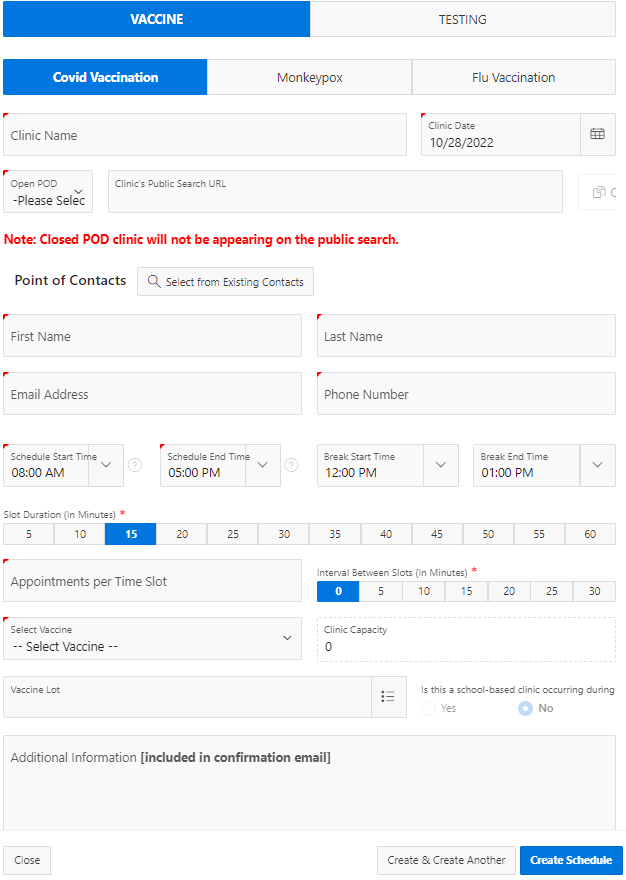 VACCINE TESTING
Covid Vaccination Monkeypox Flu Vaccination
Clinic Name
Clinic Date
10/28/2022
Open POD
-Please Selec
Clinic's Public Search URL
Note: Closed POD clinic will not be appearing on the public search.
Point of Contacts Select from Existing Contacts
First Name Last Name
Email Address Phone Number
Schedule Start Time Schedule End Time Break Start Time Break End Time
08:00 AM ? 05:00 PM ? 12:00 PM 01:00 PM
Slot Duration (In Minutes) *
5 10 15 20 25 30 35 40 45 50 55 60
Appointments per Time Slot
Interval Between Slots (In Minutes) *
0 5 10 15 20 25 30
Select Vaccine
-- Select Vaccine --
Clinic Capacity
0
Vaccine Lot
Is this a school-based clinic occurring during
Yes No
Additional Information [included in confirmation email]
Close Create & Create Another Create Schedule